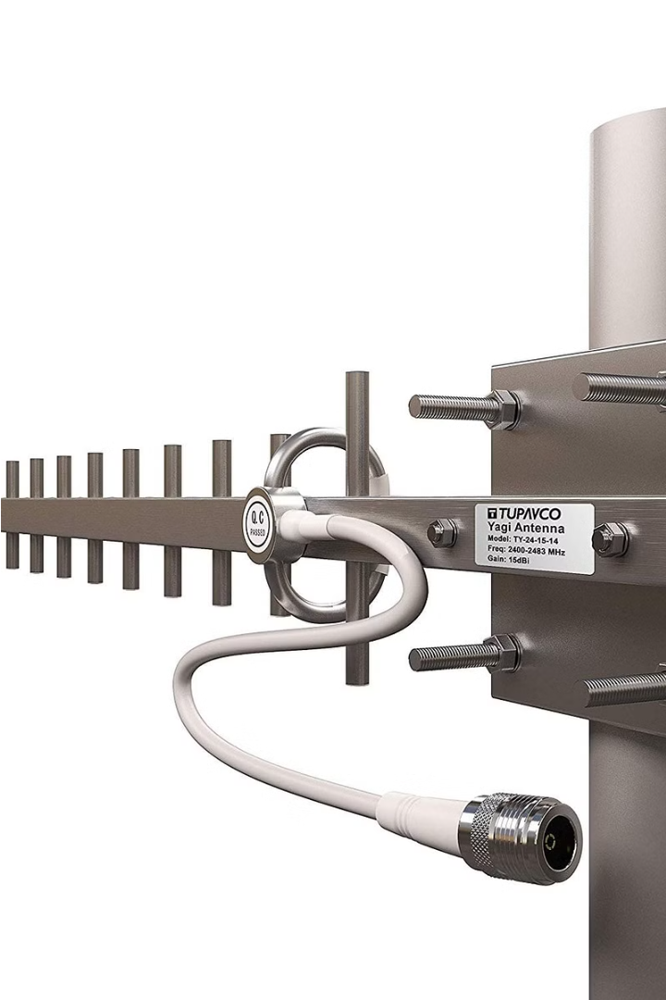 Q.C
PASSED
TUPAVCO
Yagi Antenna
Model: TY-24-15-14
Freq: 2400-2483 MHz
Gain: 15dBi